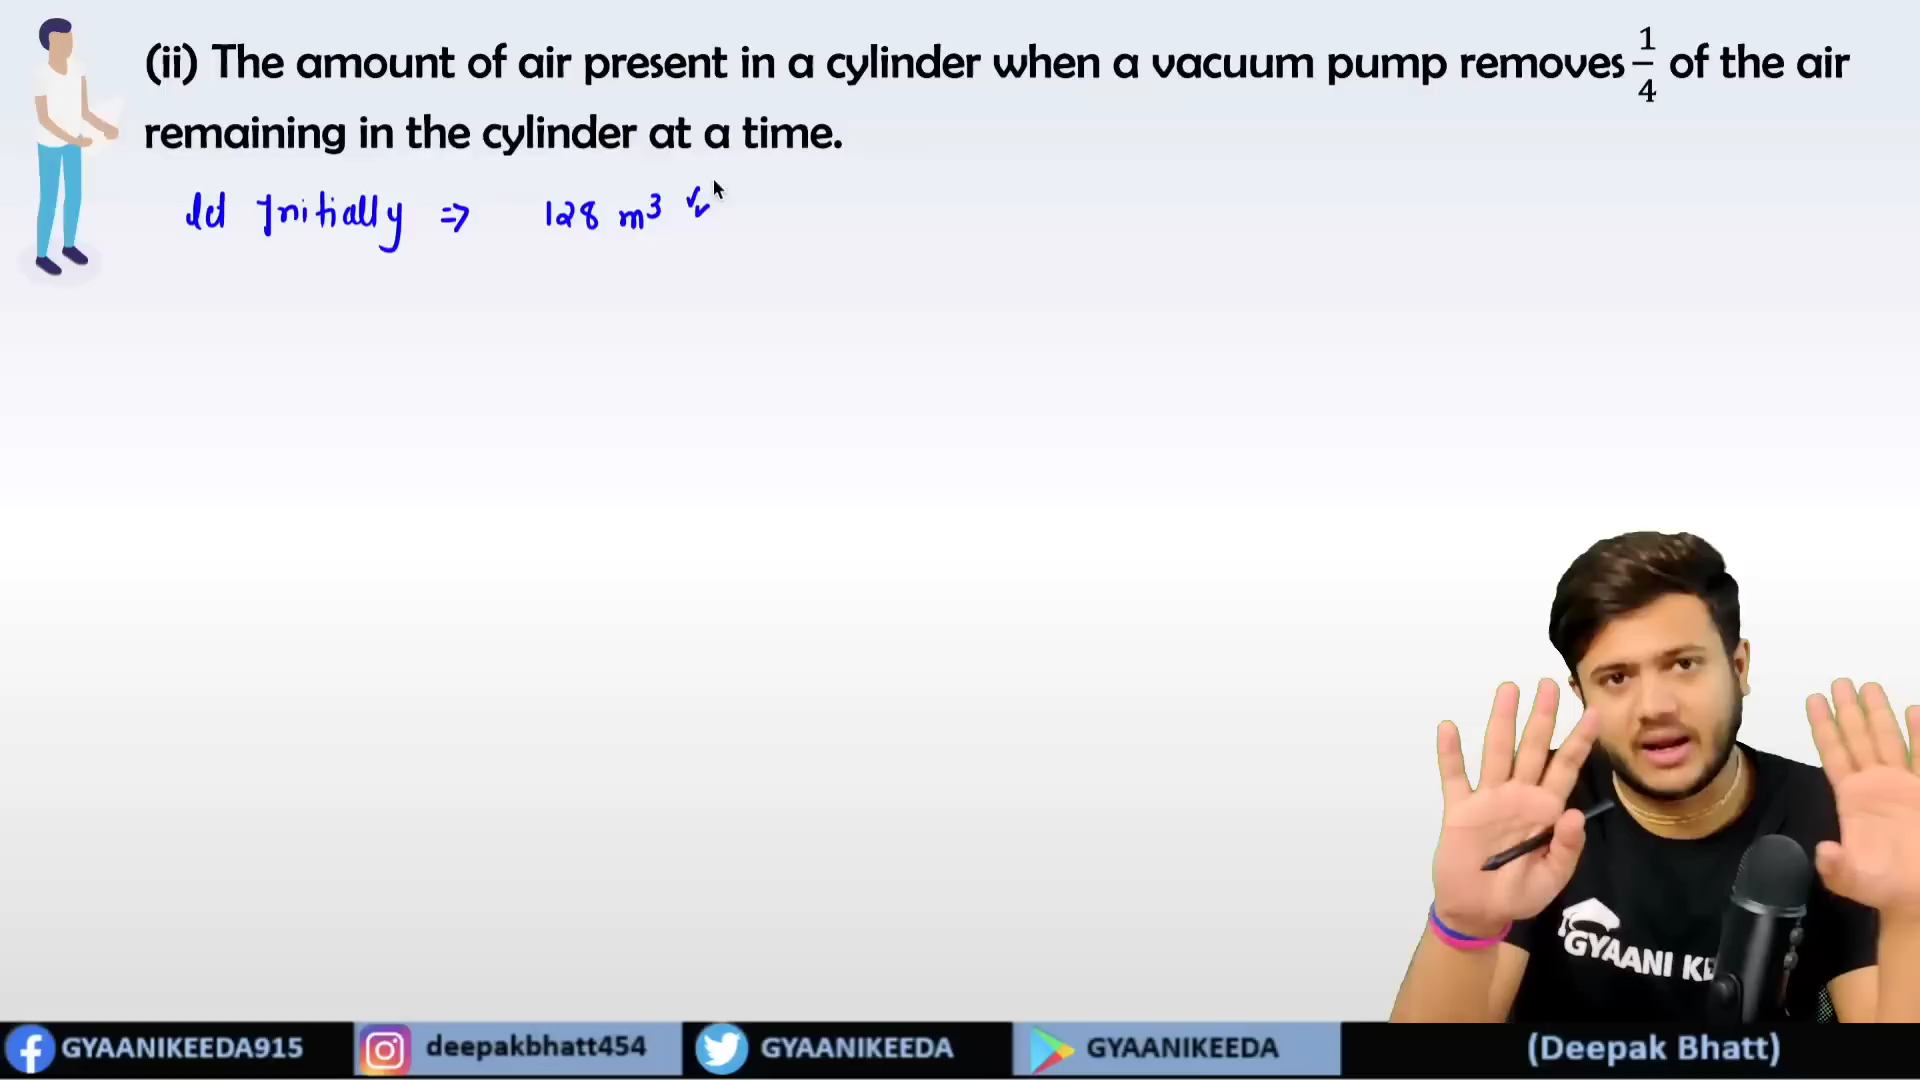 (ii) The amount of air present in a cylinder when a vacuum pump removes 1/4 of the air
remaining in the cylinder at a time.
let Initially => 128 m³
GYAANI KE
GYAANIKEEDA915
deepakbhatt454
GYAANIKEEDA
GYAANIKEEDA
(Deepak Bhatt)